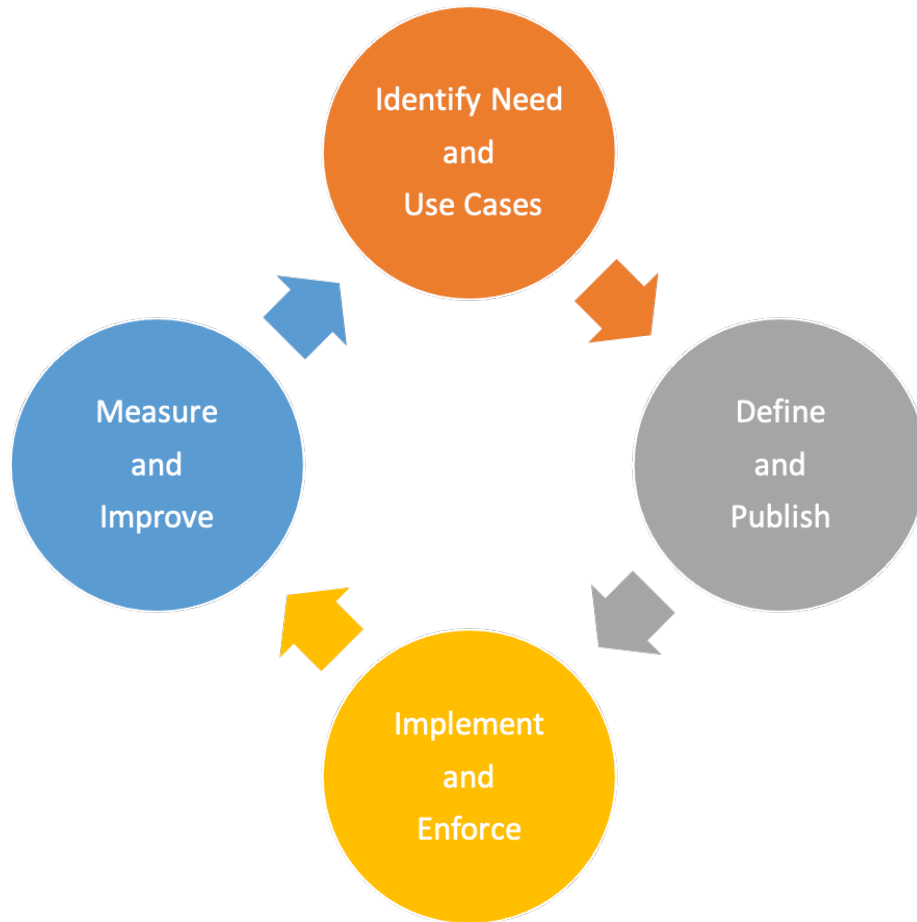 Identify Need
and
Use Cases
Define
and
Publish
Implement
and
Enforce
Measure
and
Improve